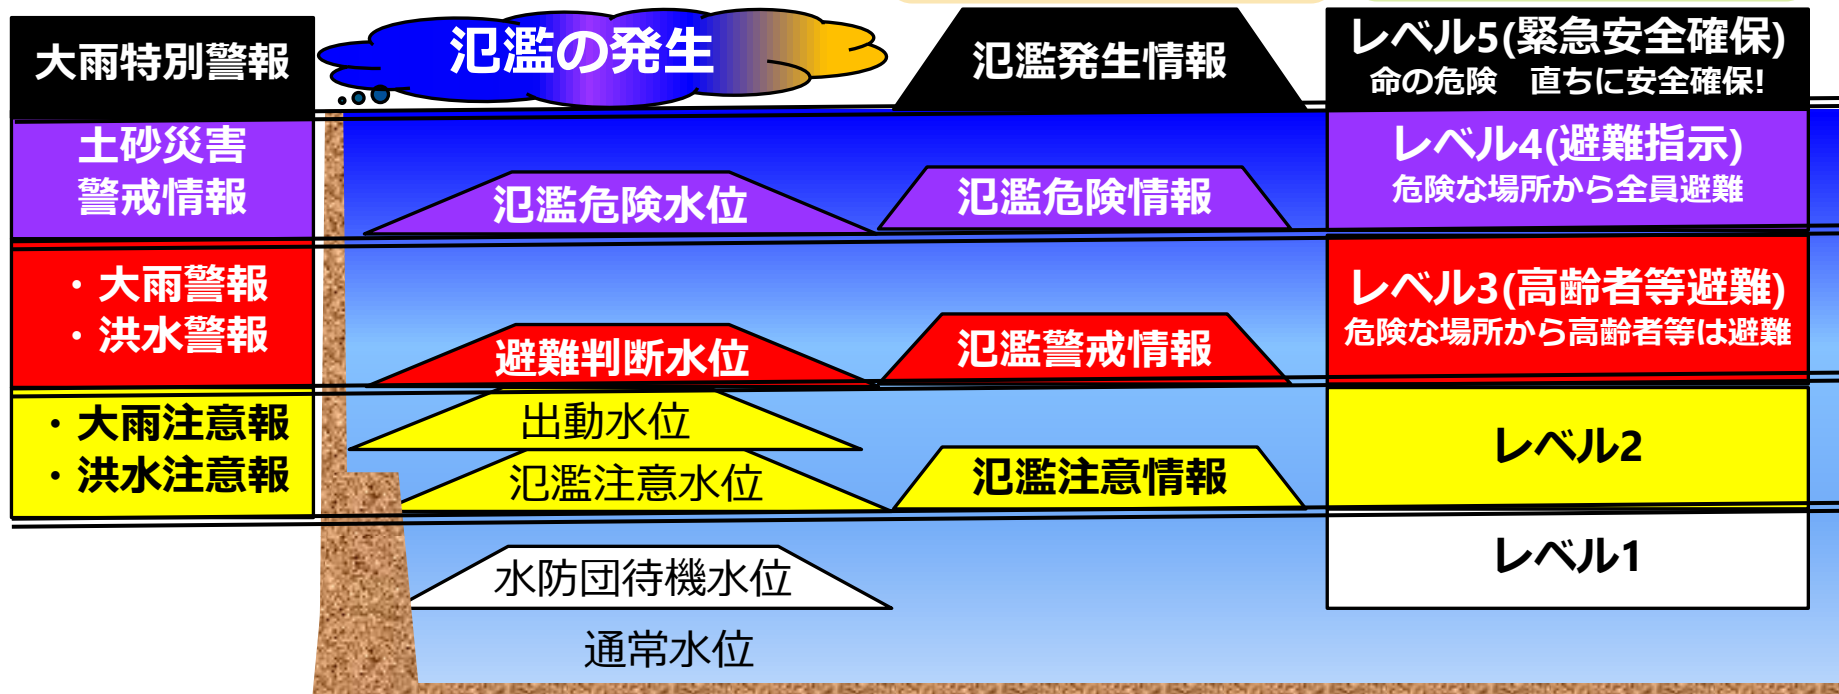 大雨特別警報
氾濫の発生
氾濫発生情報
レベル5(緊急安全確保)
命の危険　直ちに安全確保!
土砂災害
警戒情報
氾濫危険水位
氾濫危険情報
レベル4(避難指示)
危険な場所から全員避難
・大雨警報
・洪水警報
避難判断水位
氾濫警戒情報
レベル3(高齢者等避難)
危険な場所から高齢者等は避難
・大雨注意報
・洪水注意報
出動水位
氾濫注意水位
氾濫注意情報
レベル2
水防団待機水位
レベル1
通常水位